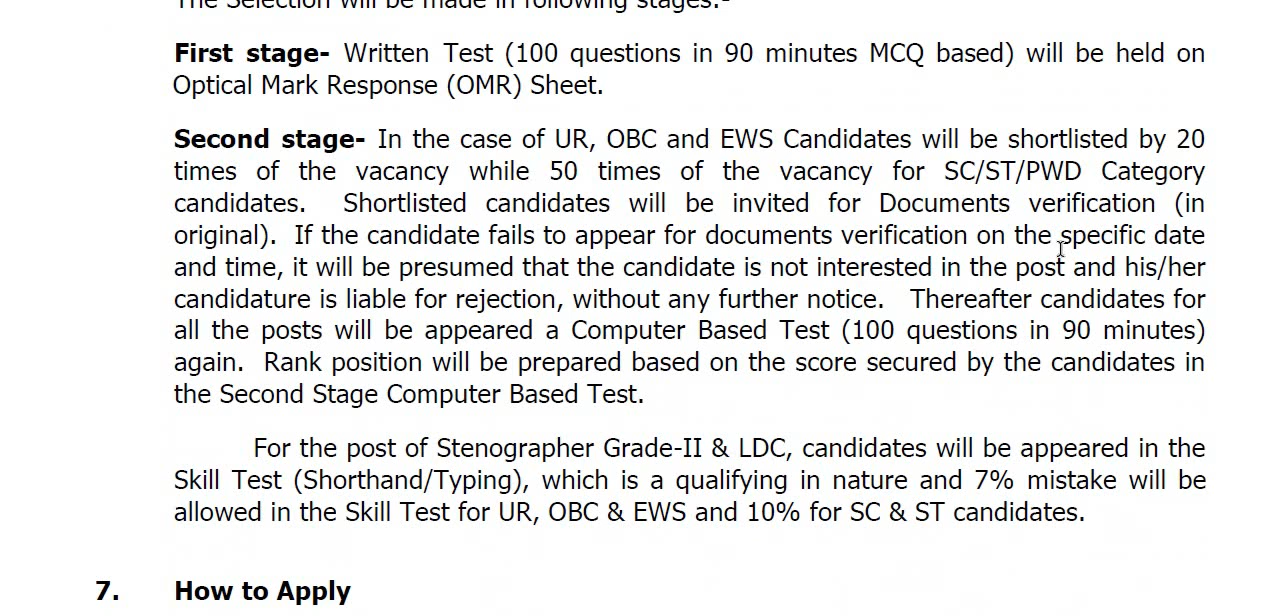 The Selection will be made in following stages:-
First stage- Written Test (100 questions in 90 minutes MCQ based) will be held on
Optical Mark Response (OMR) Sheet.
Second stage- In the case of UR, OBC and EWS Candidates will be shortlisted by 20
times of the vacancy while 50 times of the vacancy for SC/ST/PWD Category
candidates. Shortlisted candidates will be invited for Documents verification (in
original). If the candidate fails to appear for documents verification on the specific date
and time, it will be presumed that the candidate is not interested in the post and his/her
candidature is liable for rejection, without any further notice. Thereafter candidates for
all the posts will be appeared a Computer Based Test (100 questions in 90 minutes)
again. Rank position will be prepared based on the score secured by the candidates in
the Second Stage Computer Based Test.
For the post of Stenographer Grade-II & LDC, candidates will be appeared in the
Skill Test (Shorthand/Typing), which is a qualifying in nature and 7% mistake will be
allowed in the Skill Test for UR, OBC & EWS and 10% for SC & ST candidates.
7. How to Apply